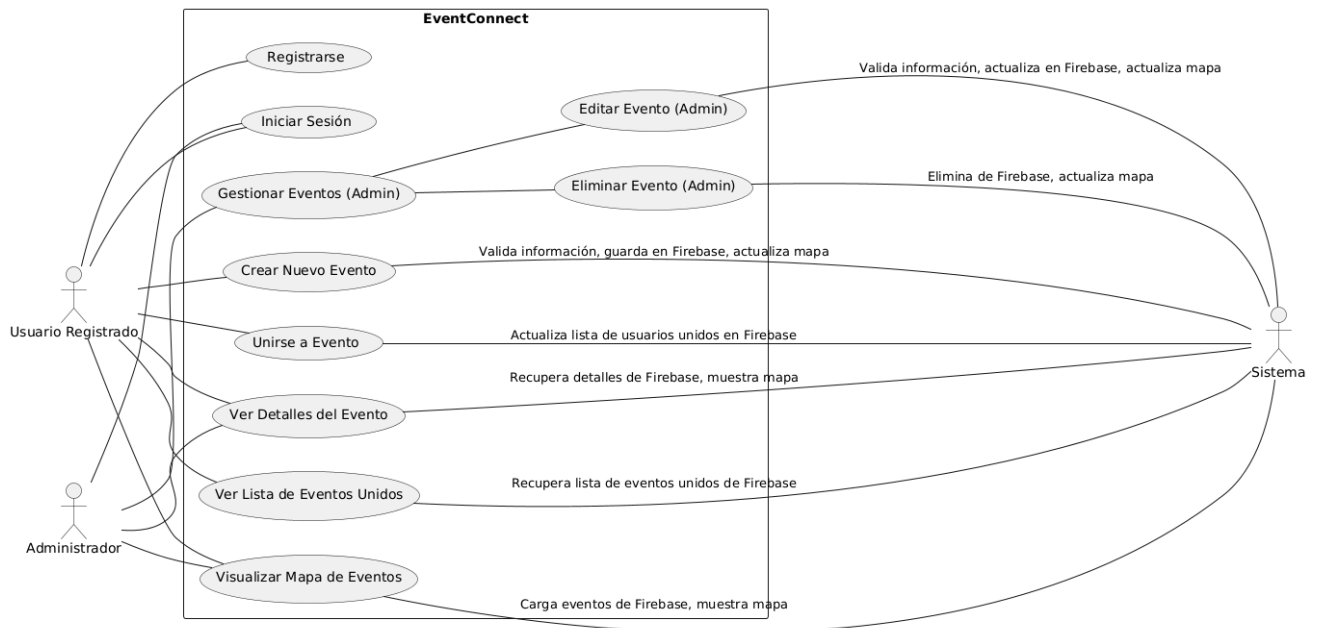 EventConnect
Registrarse
Valida información, actualiza en Firebase, actualiza mapa
Editar Evento (Admin)
Iniciar Sesión
Elimina de Firebase, actualiza mapa
Eliminar Evento (Admin)
Gestionar Eventos (Admin)
Valida información, guarda en Firebase, actualiza mapa
Crear Nuevo Evento
Usuario Registrado
Actualiza lista de usuarios unidos en Firebase
Unirse a Evento
Sistema
Recupera detalles de Firebase, muestra mapa
Ver Detalles del Evento
Recupera lista de eventos unidos de Firebase
Ver Lista de Eventos Unidos
Administrador
Visualizar Mapa de Eventos
Carga eventos de Firebase, muestra mapa